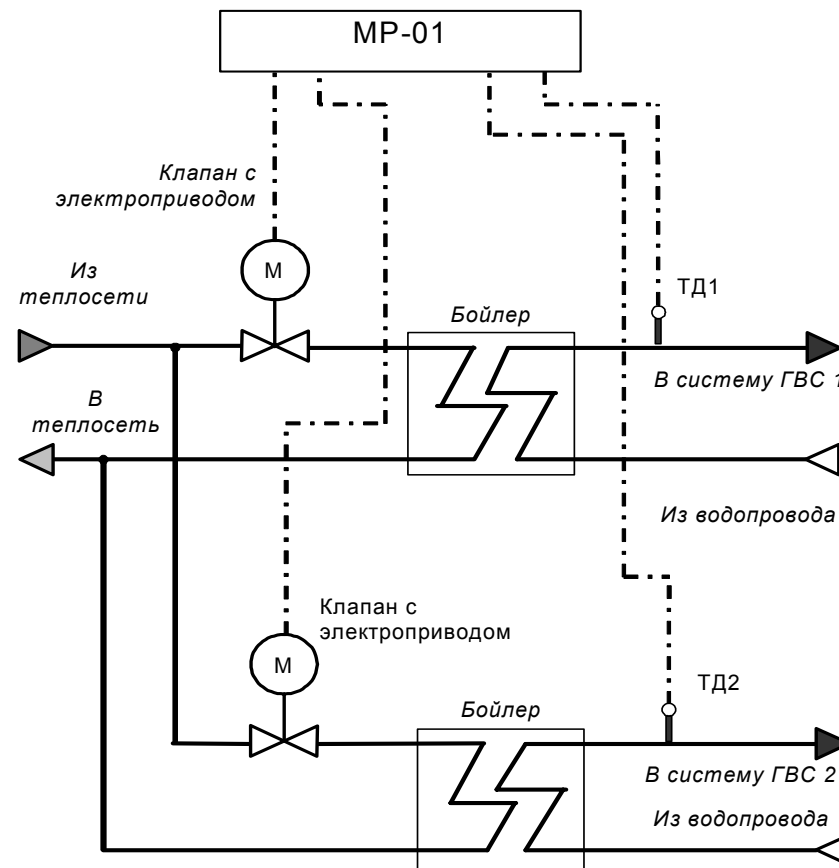 МР-01
Клапан с
электроприводом
М
Из
теплосети
ТД1
Бойлер
В систему ГВС 1
В
теплосеть
Из водопровода
Клапан с
электроприводом
М
ТД2
Бойлер
В систему ГВС 2
Из водопровода